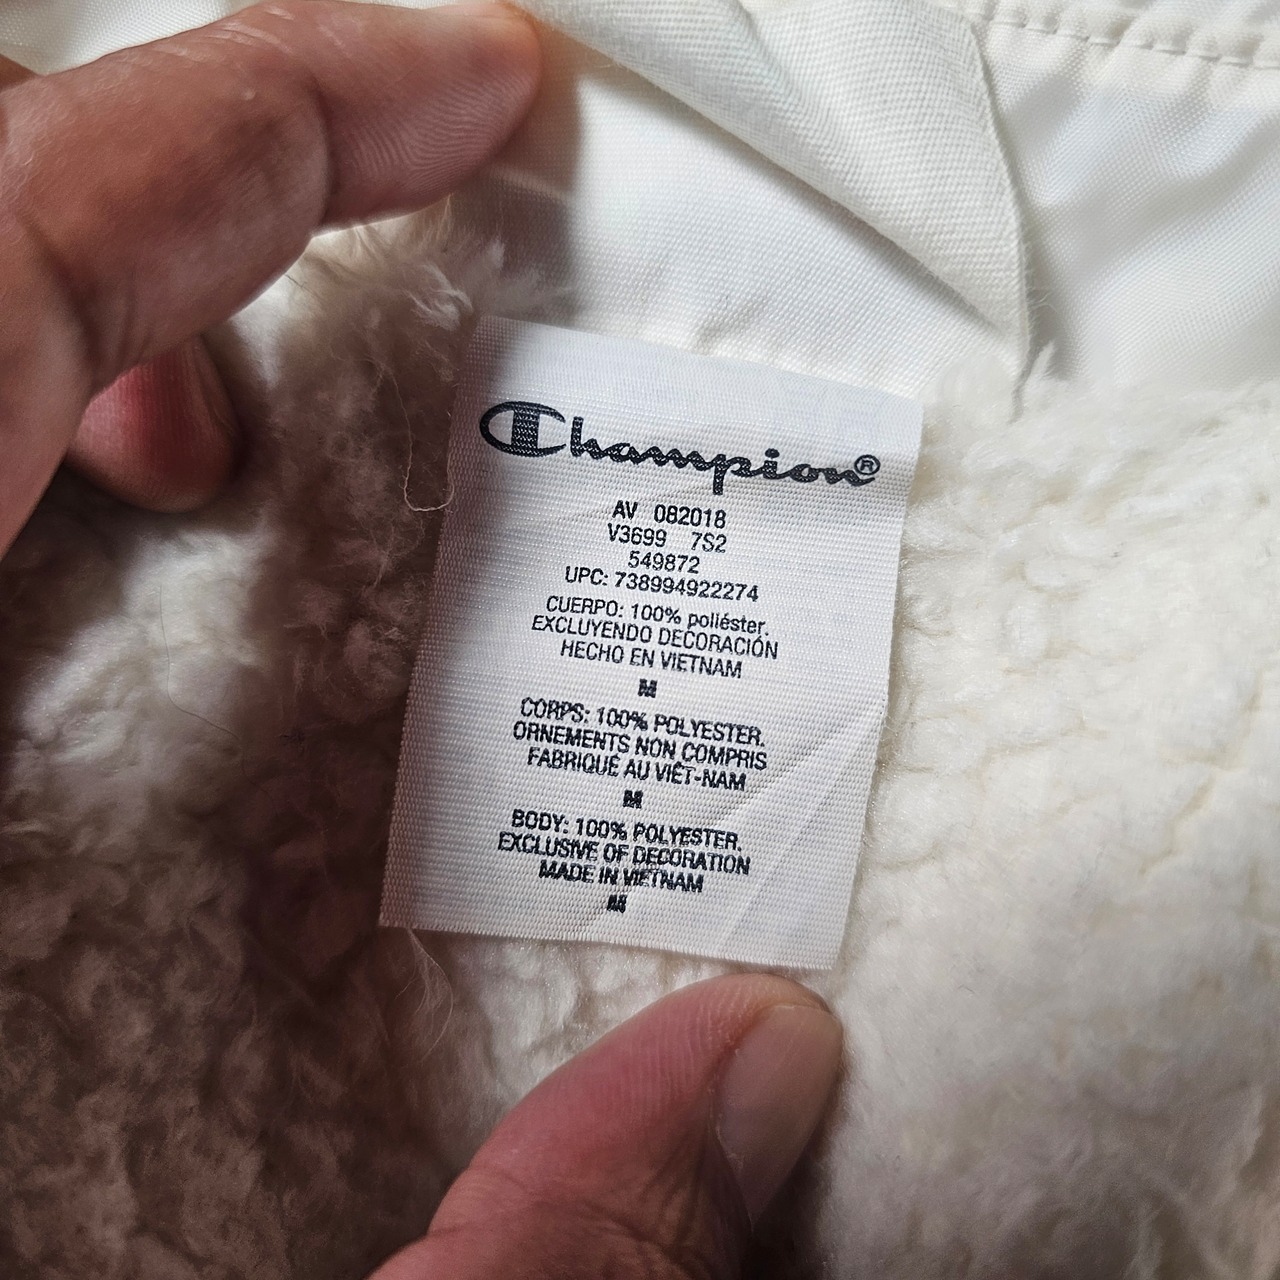 Champion®
AV 082018
V3699 7S2
549872
UPC: 738994922274
CUERPO: 100% poliéster.
EXCLUYENDO DECORACIÓN
HECHO EN VIETNAM
M
CORPS: 100% POLYESTER.
ORNEMENTS NON COMPRIS
FABRIQUÉ AU VIÊT-NAM
M
BODY: 100% POLYESTER.
EXCLUSIVE OF DECORATION
MADE IN VIETNAM
M